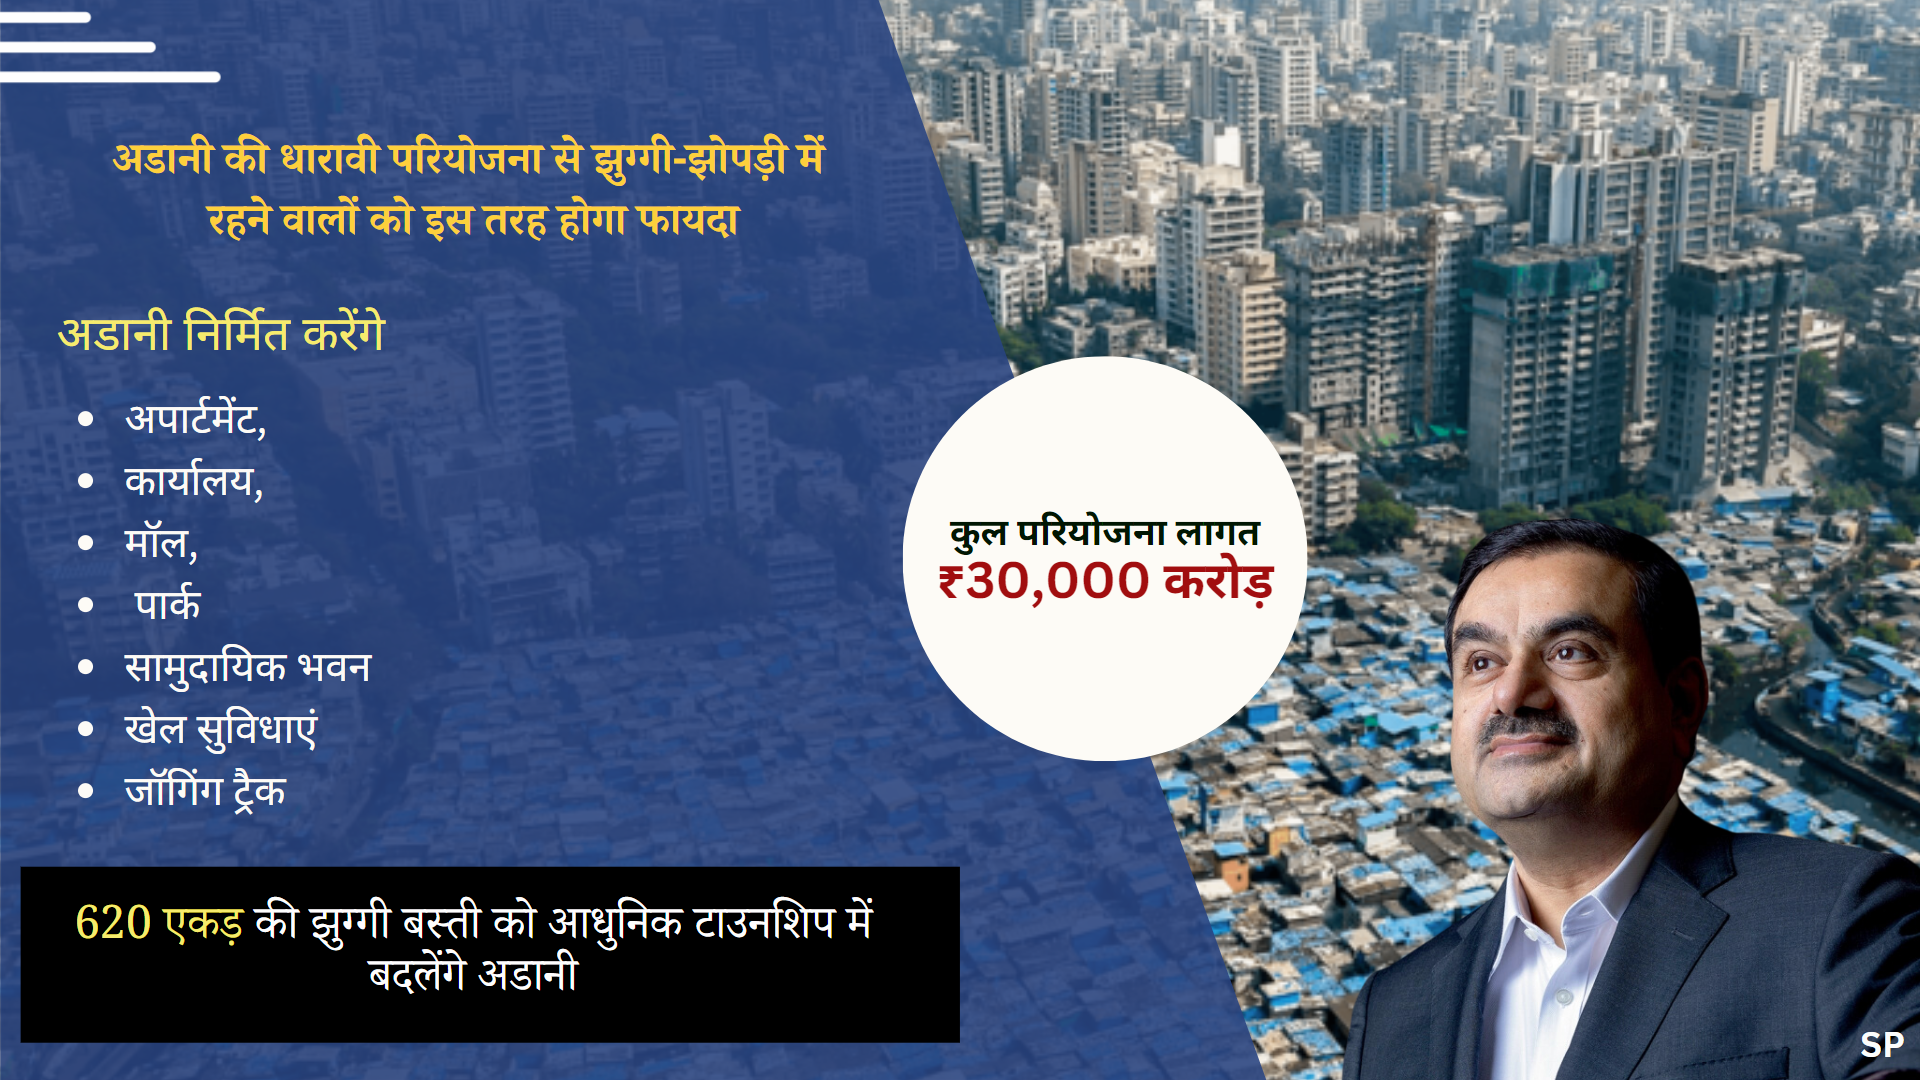 अडानी की धारावी परियोजना से झुग्गी-झोपड़ी में
रहने वालों को इस तरह होगा फायदा
अडानी निर्मित करेंगे
• अपार्टमेंट,
• कार्यालय,
• मॉल,
• पार्क
• सामुदायिक भवन
• खेल सुविधाएं
• जॉगिंग ट्रैक
कुल परियोजना लागत
₹30,000 करोड़
620 एकड़ की झुग्गी बस्ती को आधुनिक टाउनशिप में
बदलेंगे अडानी
SP